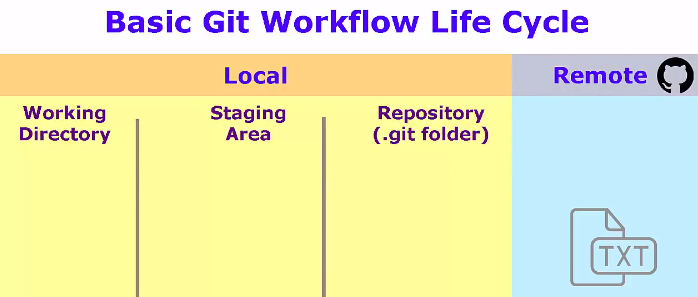 Basic Git Workflow Life Cycle
Local
Remote
Working
Directory
Staging
Area
Repository
(.git folder)
TXT